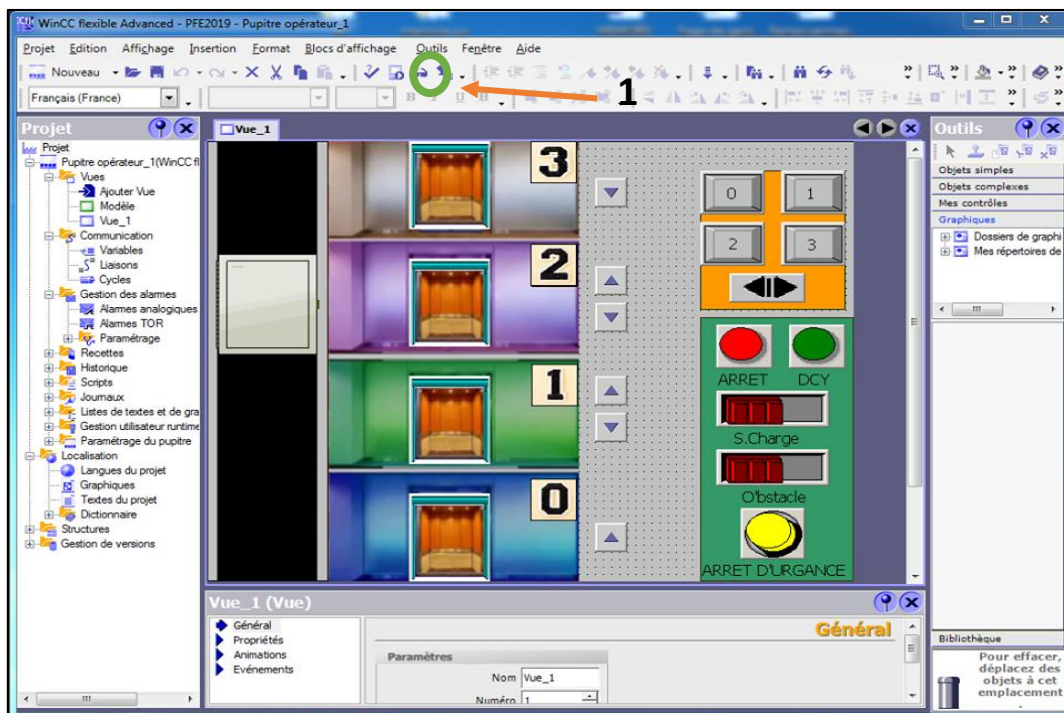 WinCC flexible Advanced - PFE2019 - Pupitre opérateur_1
Projet Edition Affichage Insertion Format Blocs d'affichage Outils Fenêtre Aide
Nouveau
Français (France)
1
Projet
Projet
Pupitre opérateur_1(WinCC fl
Vues
Ajouter Vue
Modèle
Vue_1
Communication
Variables
Liaisons
Cycles
Gestion des alarmes
Alarmes analogiques
Alarmes TOR
Paramétrage
Recettes
Historique
Scripts
Journaux
Listes de textes et de gra
Gestion utilisateur runtime
Paramétrage du pupitre
Localisation
Langues du projet
Graphiques
Textes du projet
Dictionnaire
Structures
Gestion de versions
Vue_1
3
2
1
0
0 1
2 3
ARRET DCY
S.Charge
O'bstacle
ARRET D'URGANCE
Outils
Objets simples
Objets complexes
Mes contrôles
Graphiques
Dossiers de graphi
Mes répertoires de
Bibliothèque
Pour effacer,
déplacez des
objets à cet
emplacement
.
Vue_1 (Vue)
Général
Propriétés
Animations
Evénements
Général
Paramètres
Nom Vue_1
Numéro 1